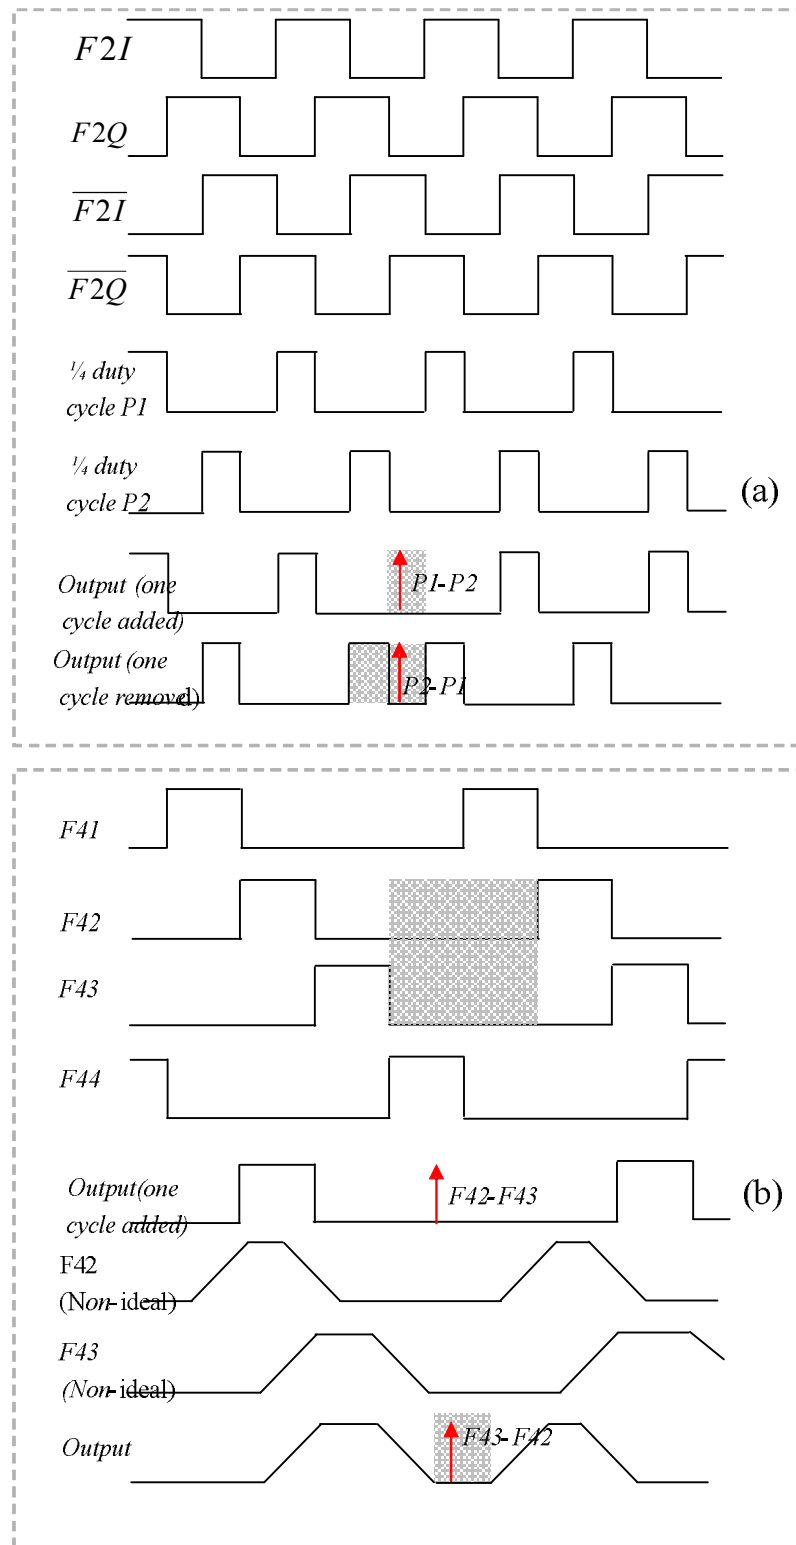 F2I
F2Q
F2I
F2Q
¼ duty
cycle P1
¼ duty
cycle P2
(a)
Output (one
cycle added)
P1-P2
Output (one
cycle removed)
P2-P1
F41
F42
F43
F44
Output(one
cycle added)
F42-F43
(b)
F42
(Non-ideal)
F43
(Non-ideal)
Output
F43-F42